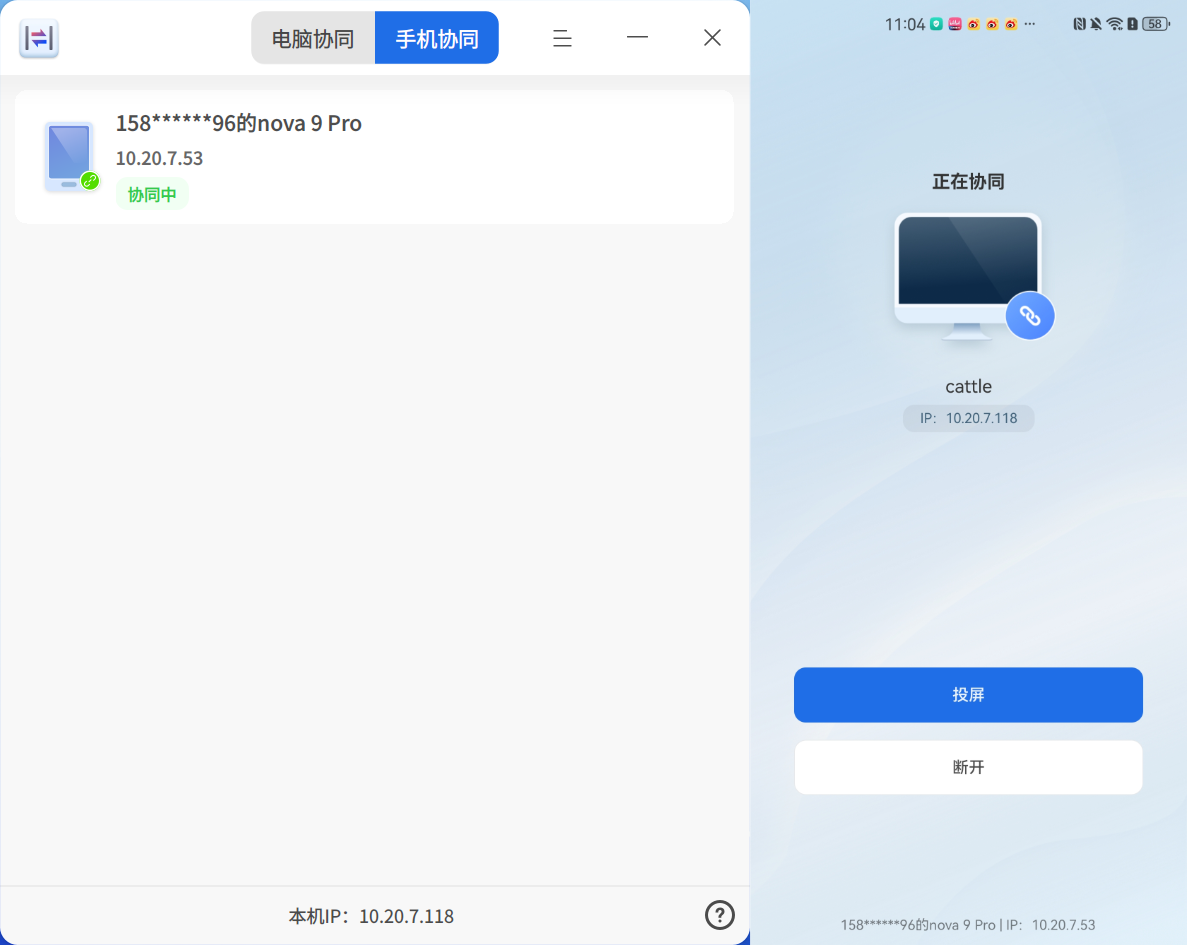 电脑协同
手机协同
158******96的nova 9 Pro
10.20.7.53
协同中
本机IP：10.20.7.118
?
11:04
58
正在协同
cattle
IP： 10.20.7.118
投屏
断开
158******96的nova 9 Pro | IP： 10.20.7.53